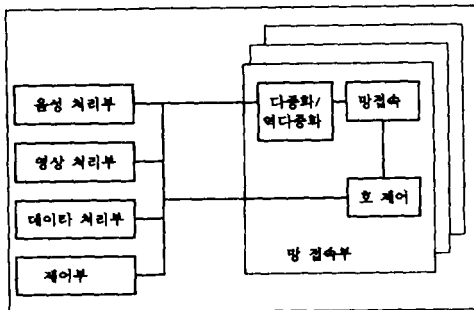 음성 처리부
영상 처리부
데이타 처리부
제어부
다중화/
역다중화
망접속
호 제어
망 접속부